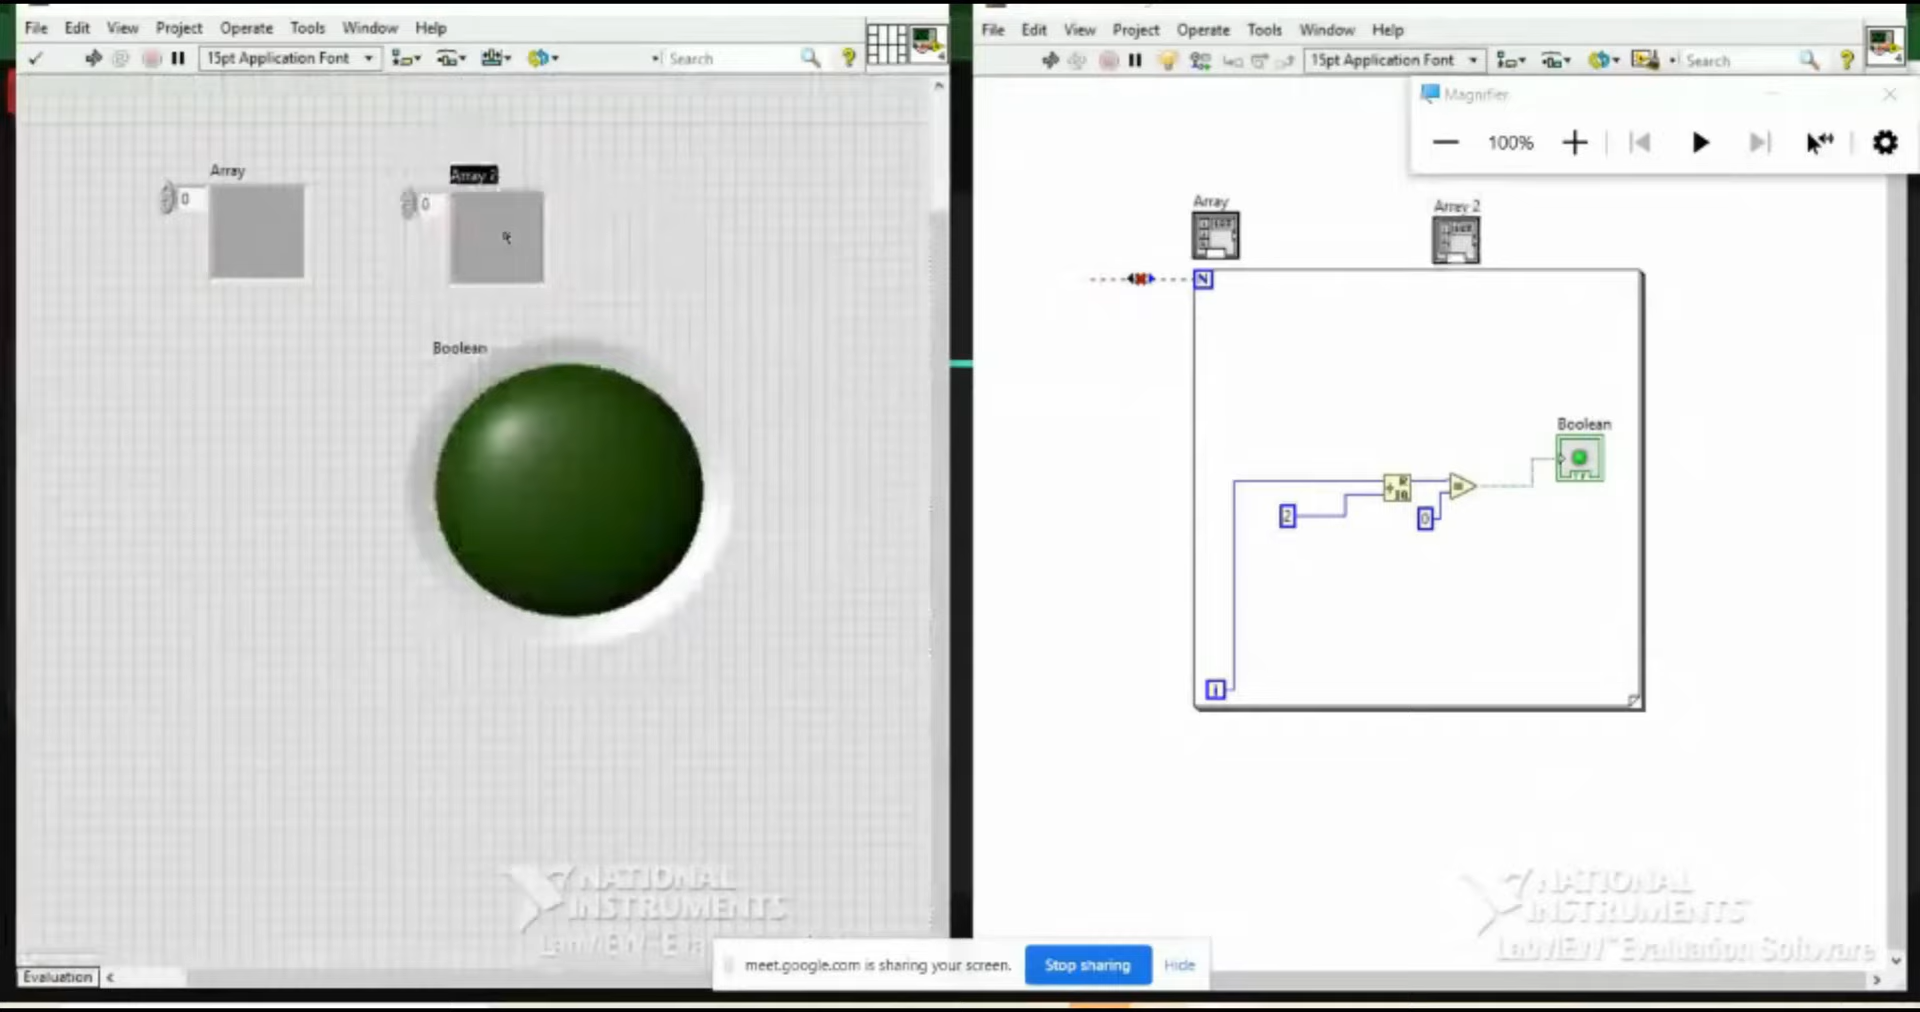 File Edit View Project Operate Tools Window Help
15pt Application Font
Search
Array
0
Array 2
0
Boolean
NATIONAL
INSTRUMENTS
LabVIEW Eva
Evaluation
File Edit View Project Operate Tools Window Help
15pt Application Font
Search
Magnifier
100%
Array
Array 2
N
Boolean
2
0
i
NATIONAL
INSTRUMENTS
LabVIEW™ Evaluation Software
meet.google.com is sharing your screen.
Stop sharing
Hide